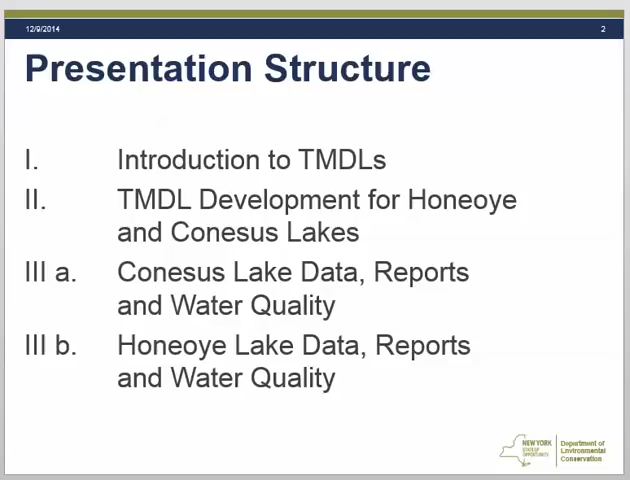 12/9/2014
2
Presentation Structure
I. Introduction to TMDLs
II. TMDL Development for Honeoye
and Conesus Lakes
III a. Conesus Lake Data, Reports
and Water Quality
III b. Honeoye Lake Data, Reports
and Water Quality
NEW YORK
STATE OF
OPPORTUNITY
Department of
Environmental
Conservation